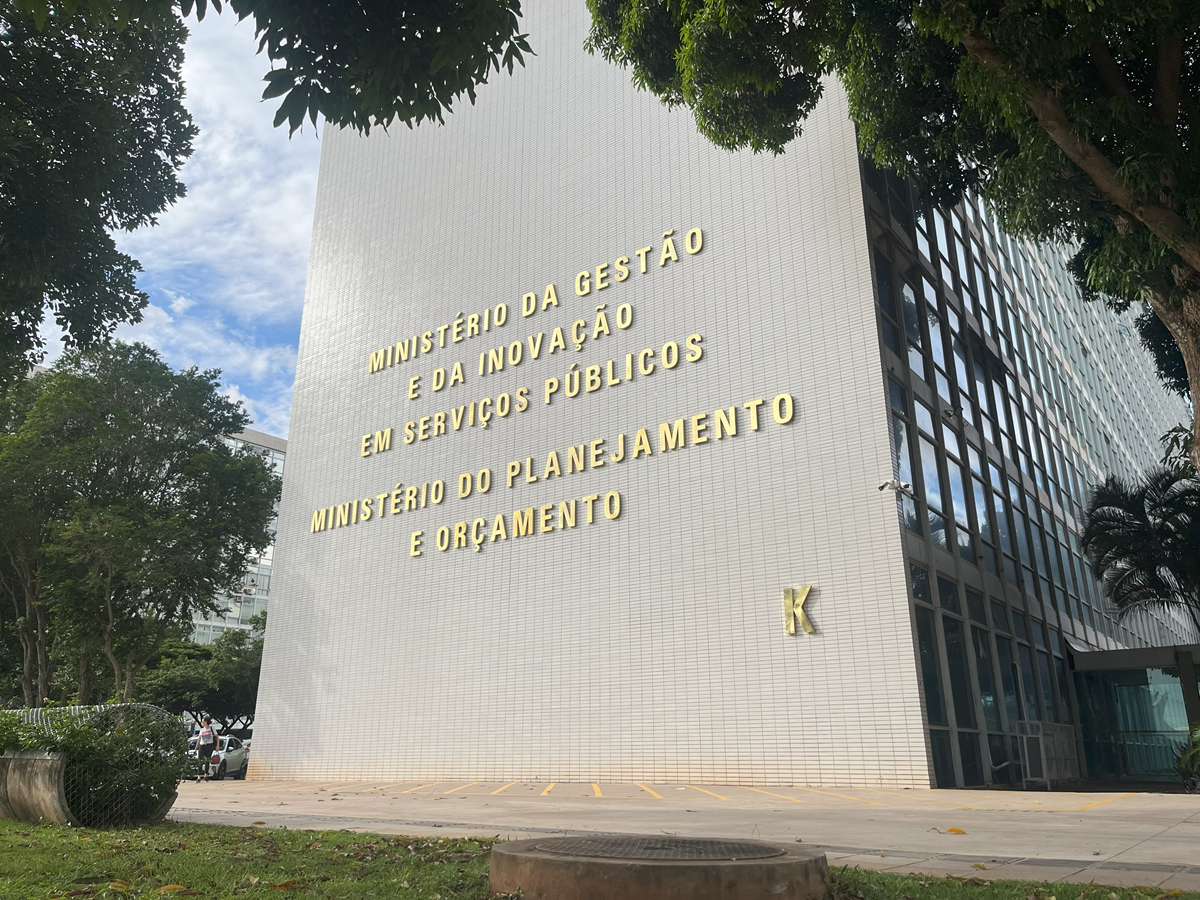 MINISTÉRIO DA GESTÃO
E DA INOVAÇÃO
EM SERVIÇOS PÚBLICOS
MINISTÉRIO DO PLANEJAMENTO
E ORÇAMENTO
K